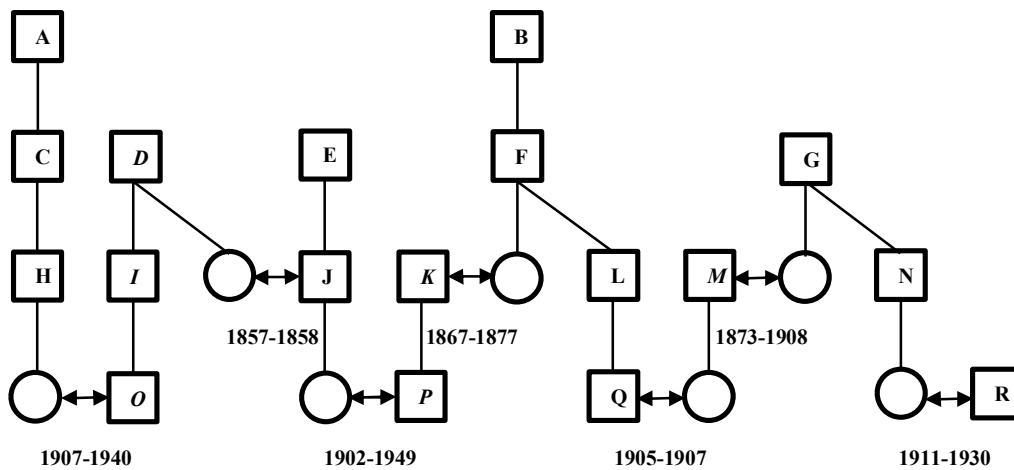 A
B
C
D
E
F
G
H
I
J
K
L
M
N
1857-1858
1867-1877
1873-1908
O
P
Q
R
1907-1940
1902-1949
1905-1907
1911-1930